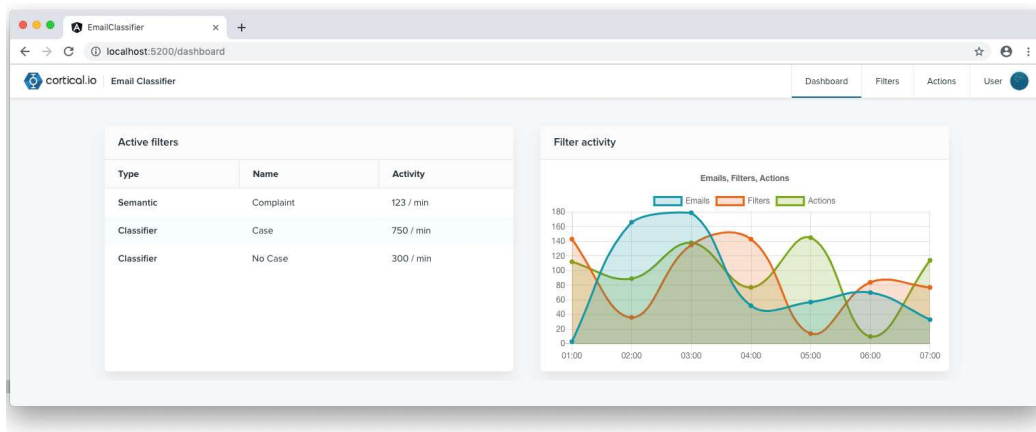 EmailClassifier
localhost:5200/dashboard
cortical.io Email Classifier Dashboard Filters Actions User
Active filters
Type Name Activity
Semantic Complaint 123 / min
Classifier Case 750 / min
Classifier No Case 300 / min
Filter activity
Emails, Filters, Actions
Emails Filters Actions
180
160
140
120
100
80
60
40
20
0
01:00 02:00 03:00 04:00 05:00 06:00 07:00